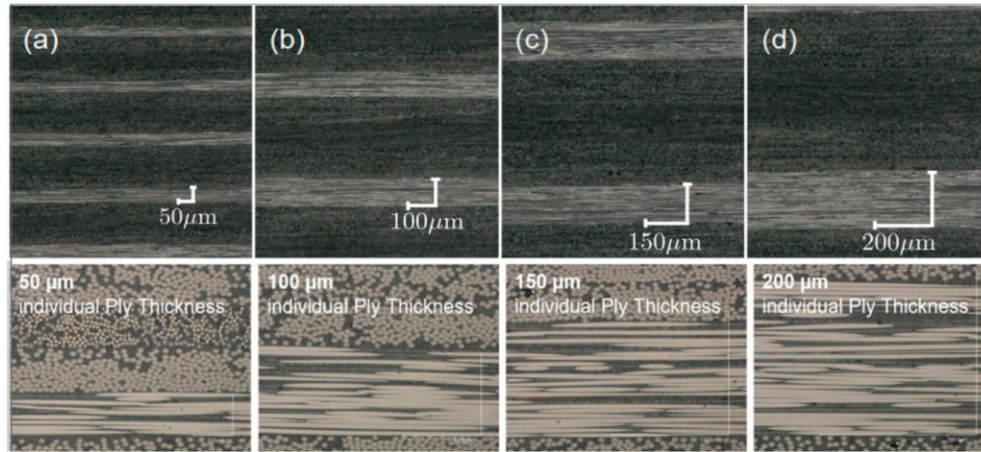 (a)
(b)
(c)
(d)
50μm
100μm
150μm
200μm
50 μm
individual Ply Thickness
100 μm
individual Ply Thickness
150 μm
individual Ply Thickness
200 μm
individual Ply Thickness